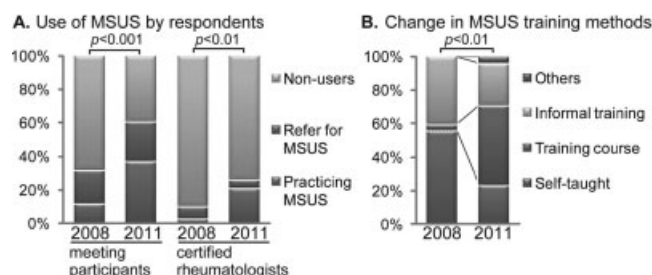 A. Use of MSUS by respondents
p<0.001
p<0.01
100%
80%
60%
40%
20%
0%
Non-users
Refer for
MSUS
Practicing
MSUS
2008 2011 2008 2011
meeting
participants
certified
rheumatologists
B. Change in MSUS training methods
p<0.01
100%
80%
60%
40%
20%
0%
Others
Informal training
Training course
Self-taught
2008 2011